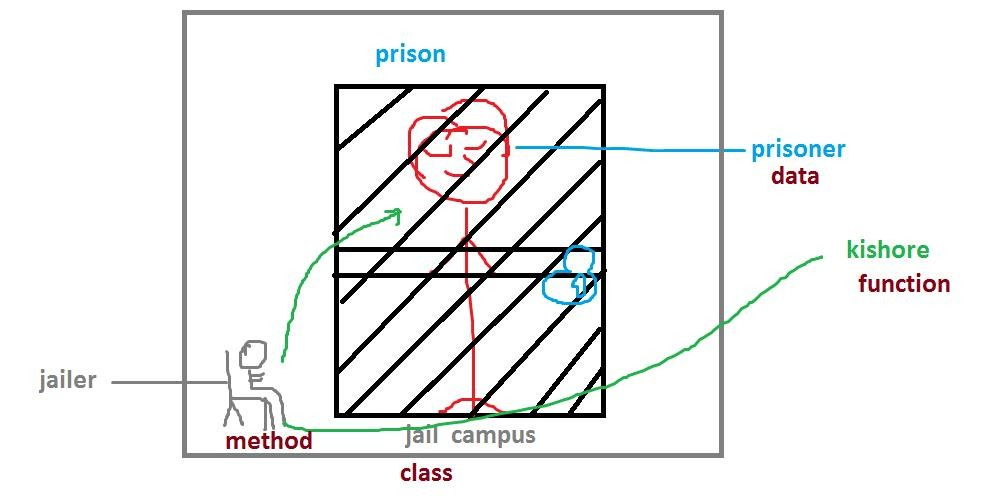 prison
prisoner
data
kishore
function
jailer
method
jail campus
class